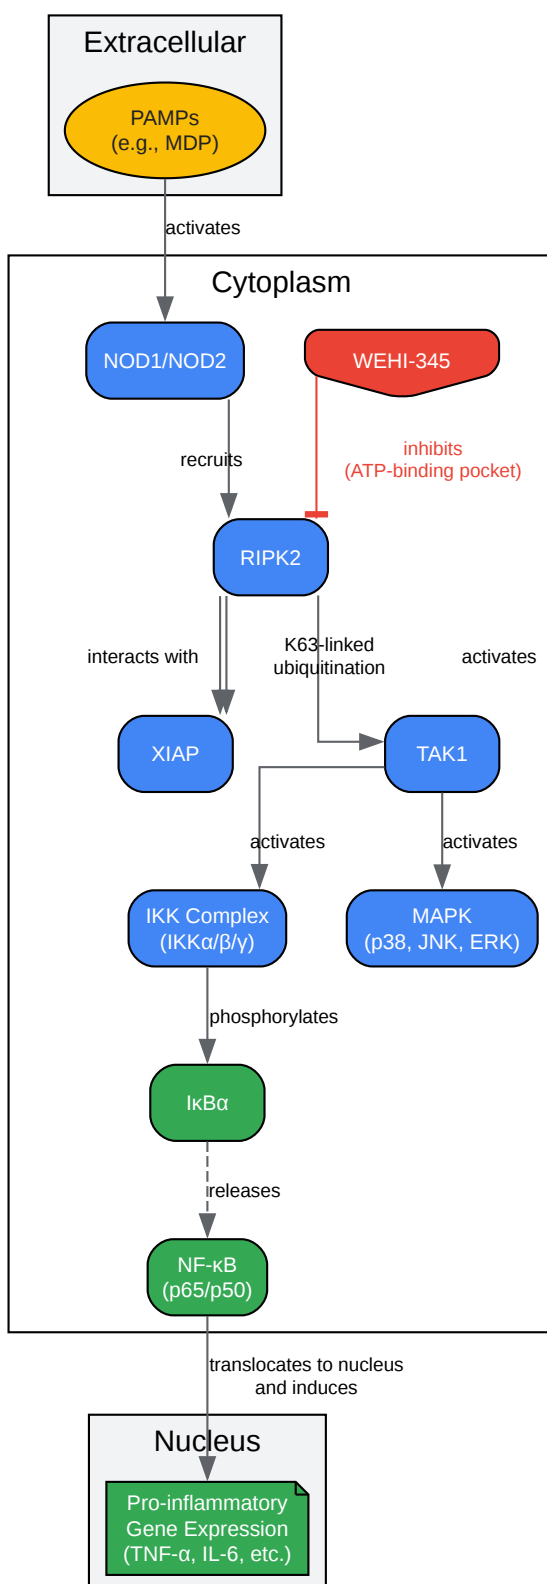 Extracellular
PAMPs
(e.g., MDP)
activates
Cytoplasm
NOD1/NOD2
WEHI-345
recruits
inhibits
(ATP-binding pocket)
RIPK2
interacts with
K63-linked
ubiquitination
activates
XIAP
TAK1
activates
activates
IKK Complex
(IKKα/β/γ)
MAPK
(p38, JNK, ERK)
phosphorylates
IκBα
releases
NF-κB
(p65/p50)
translocates to nucleus
and induces
Nucleus
Pro-inflammatory
Gene Expression
(TNF-α, IL-6, etc.)